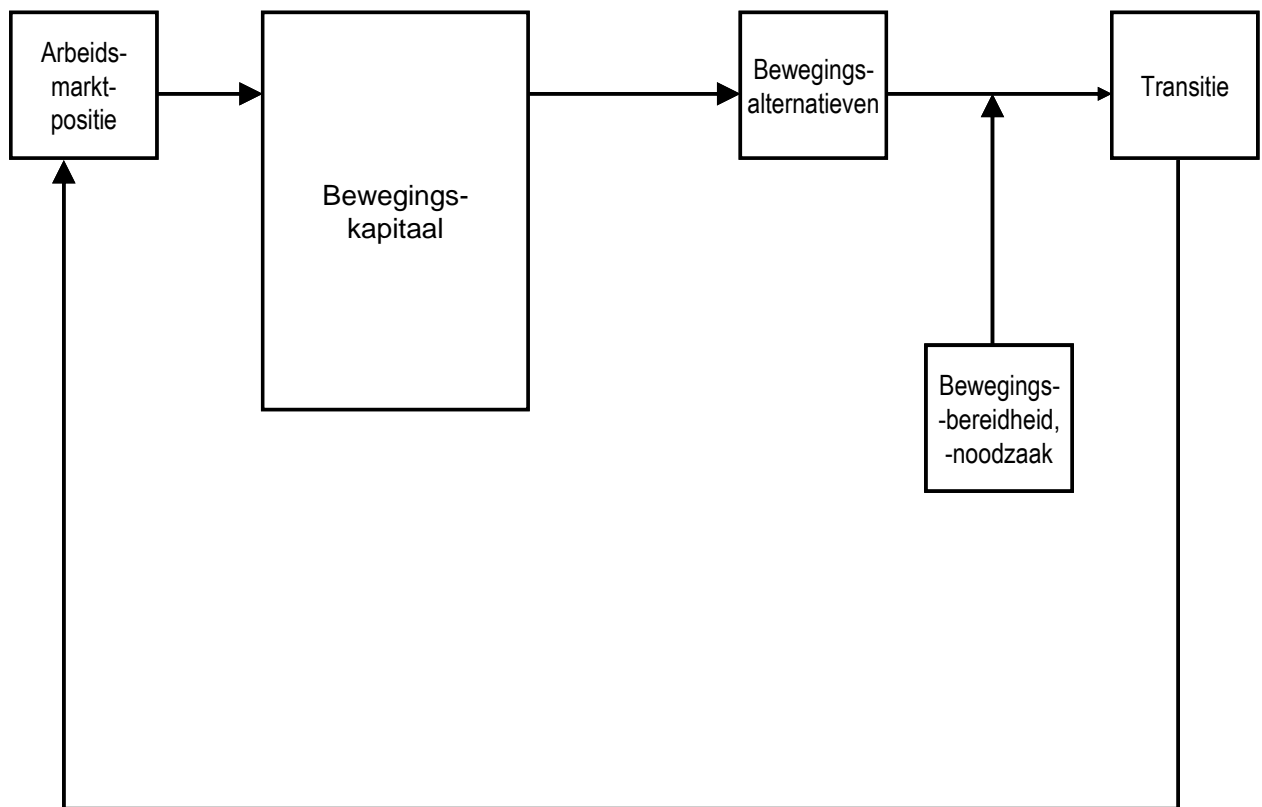 Arbeids-
markt-
positie
Bewegings-
kapitaal
Bewegings-
alternatieven
Transitie
Bewegings-
-bereidheid,
-noodzaak